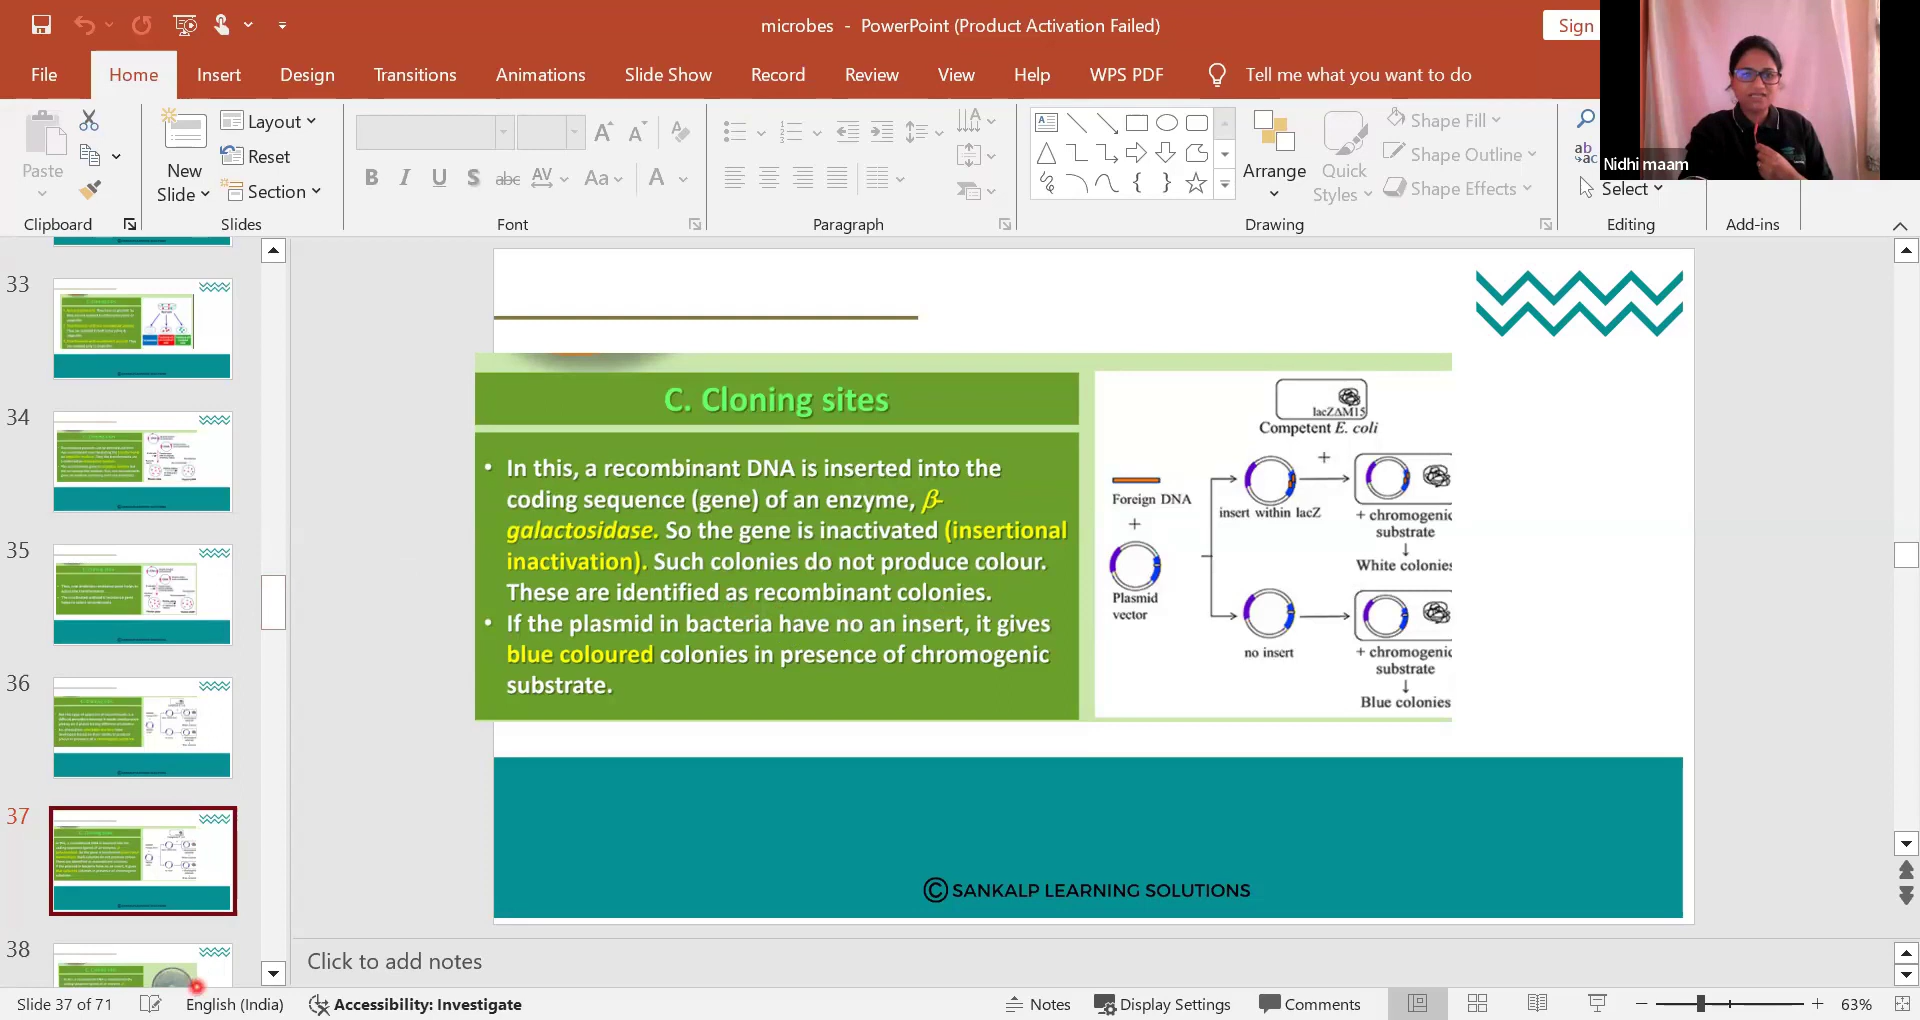 microbes - PowerPoint (Product Activation Failed)
Sign
File Home Insert Design Transitions Animations Slide Show Record Review View Help WPS PDF Tell me what you want to do
Paste
New
Slide
Layout
Reset
Section
B I U S abc AV Aa A
Shape Fill
Shape Outline
Shape Effects
Arrange
Quick
Styles
Select
Nidhi maam
Clipboard Slides Font Paragraph Drawing Editing Add-ins
33
34
35
36
37
38
C. Cloning sites
• In this, a recombinant DNA is inserted into the
coding sequence (gene) of an enzyme, β-
galactosidase. So the gene is inactivated (insertional
inactivation). Such colonies do not produce colour.
These are identified as recombinant colonies.
• If the plasmid in bacteria have no an insert, it gives
blue coloured colonies in presence of chromogenic
substrate.
lacZΔM15
Competent E. coli
+
Foreign DNA
+
Plasmid
vector
insert within lacZ
+ chromogenic
substrate
White colonies
no insert
+ chromogenic
substrate
Blue colonies
© SANKALP LEARNING SOLUTIONS
Click to add notes
Slide 37 of 71 English (India) Accessibility: Investigate Notes Display Settings Comments 63%